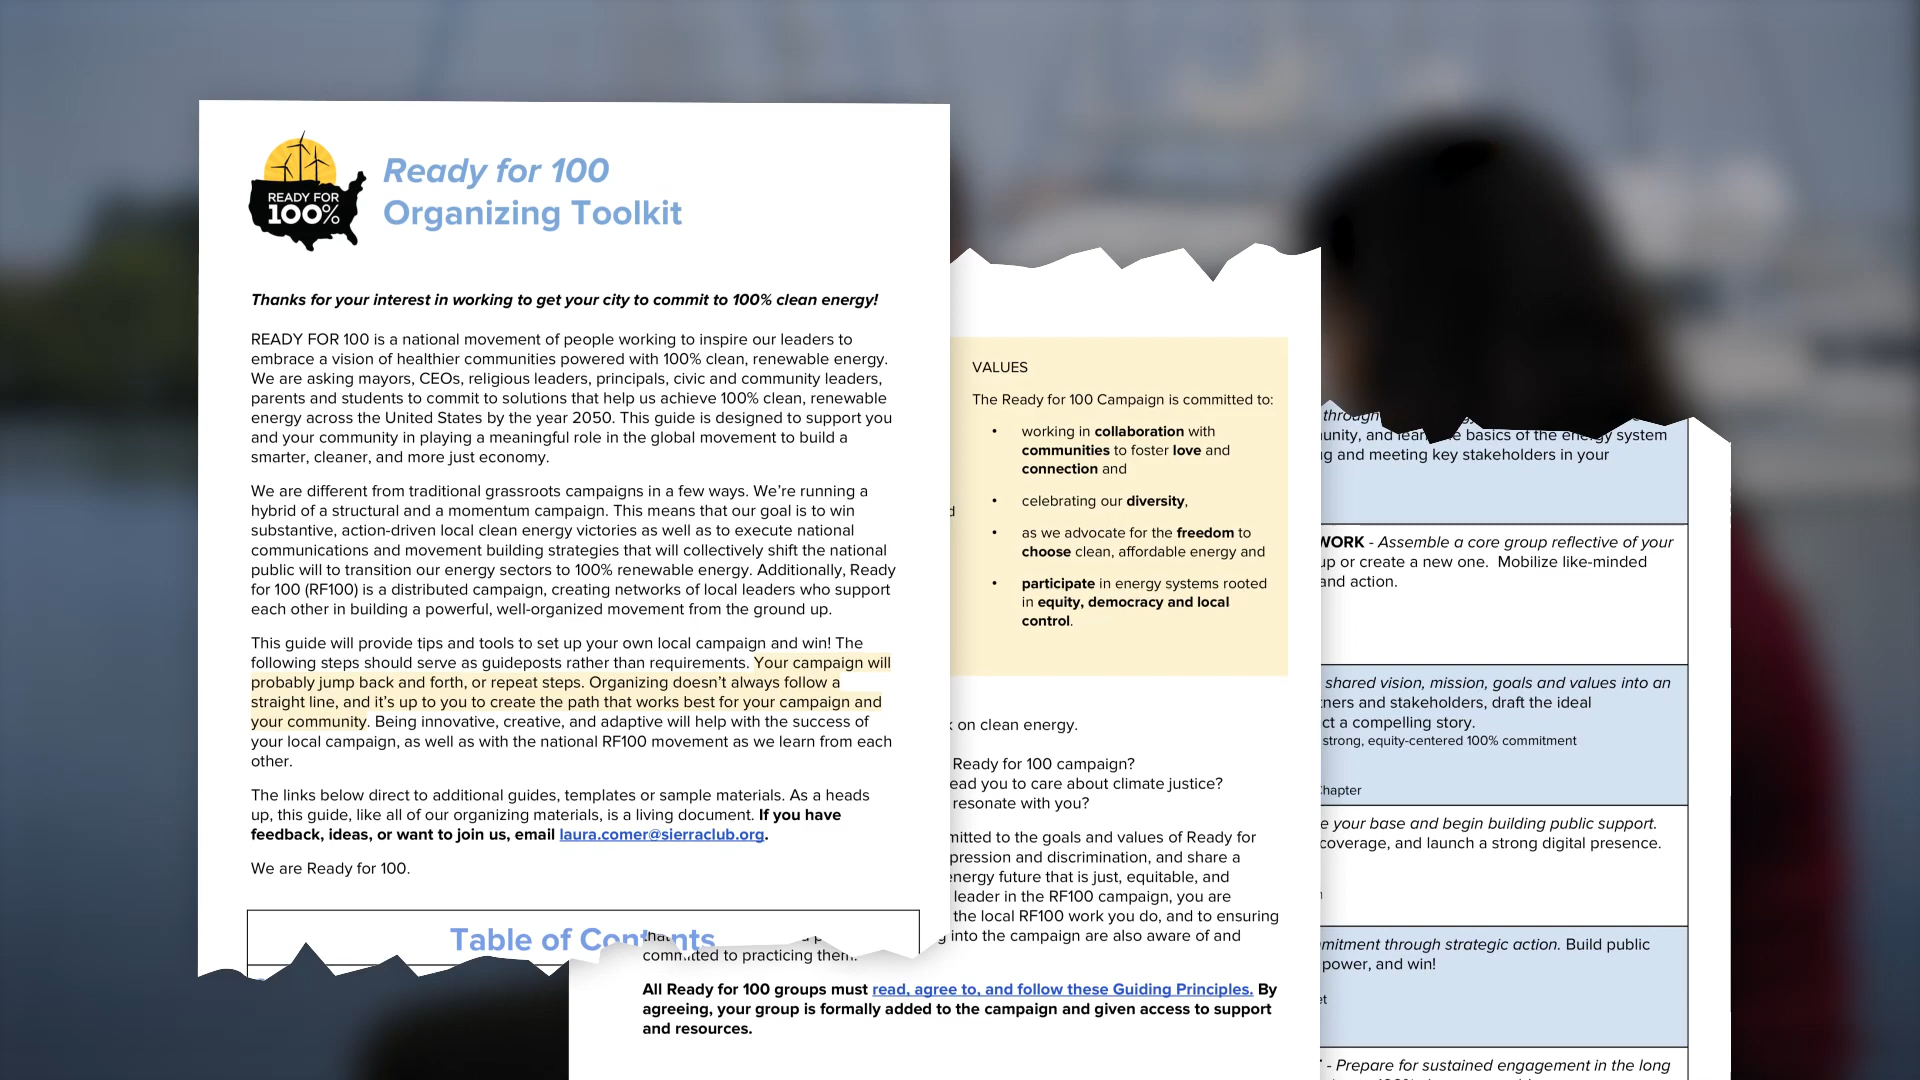 READY FOR
100%
Ready for 100
Organizing Toolkit
Thanks for your interest in working to get your city to commit to 100% clean energy!
READY FOR 100 is a national movement of people working to inspire our leaders to
embrace a vision of healthier communities powered with 100% clean, renewable energy.
We are asking mayors, CEOs, religious leaders, principals, civic and community leaders,
parents and students to commit to solutions that help us achieve 100% clean, renewable
energy across the United States by the year 2050. This guide is designed to support you
and your community in playing a meaningful role in the global movement to build a
smarter, cleaner, and more just economy.
We are different from traditional grassroots campaigns in a few ways. We’re running a
hybrid of a structural and a momentum campaign. This means that our goal is to win
substantive, action-driven local clean energy victories as well as to execute national
communications and movement building strategies that will collectively shift the national
public will to transition our energy sectors to 100% renewable energy. Additionally, Ready
for 100 (RF100) is a distributed campaign, creating networks of local leaders who support
each other in building a powerful, well-organized movement from the ground up.
This guide will provide tips and tools to set up your own local campaign and win! The
following steps should serve as guideposts rather than requirements. Your campaign will
probably jump back and forth, or repeat steps. Organizing doesn’t always follow a
straight line, and it’s up to you to create the path that works best for your campaign and
your community. Being innovative, creative, and adaptive will help with the success of
your local campaign, as well as with the national RF100 movement as we learn from each
other.
The links below direct to additional guides, templates or sample materials. As a heads
up, this guide, like all of our organizing materials, is a living document. If you have
feedback, ideas, or want to join us, email laura.comer@sierraclub.org.
We are Ready for 100.
Table of Contents
VALUES
The Ready for 100 Campaign is committed to:
• working in collaboration with
communities to foster love and
connection and
• celebrating our diversity,
• as we advocate for the freedom to
choose clean, affordable energy and
• participate in energy systems rooted
in equity, democracy and local
control.
on clean energy.
Ready for 100 campaign?
ead you to care about climate justice?
resonate with you?
mitted to the goals and values of Ready for
pression and discrimination, and share a
energy future that is just, equitable, and
leader in the RF100 campaign, you are
the local RF100 work you do, and to ensuring
that g into the campaign are also aware of and
committed to practicing them.
All Ready for 100 groups must read, agree to, and follow these Guiding Principles. By
agreeing, your group is formally added to the campaign and given access to support
and resources.
through
unity, and learn the basics of the energy system
ug and meeting key stakeholders in your
WORK - Assemble a core group reflective of your
up or create a new one. Mobilize like-minded
and action.
shared vision, mission, goals and values into an
tners and stakeholders, draft the ideal
ct a compelling story.
strong, equity-centered 100% commitment
Chapter
e your base and begin building public support.
coverage, and launch a strong digital presence.
mitment through strategic action. Build public
power, and win!
et
- Prepare for sustained engagement in the long